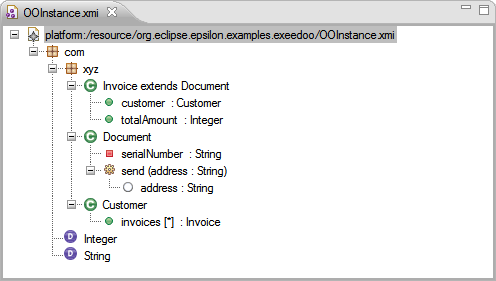 OOInstance.xmi
platform:/resource/org.eclipse.epsilon.examples.exeedoo/OOInstance.xmi
com
xyz
C Invoice extends Document
customer : Customer
totalAmount : Integer
C Document
serialNumber : String
send (address : String)
address : String
C Customer
invoices [*] : Invoice
D Integer
D String